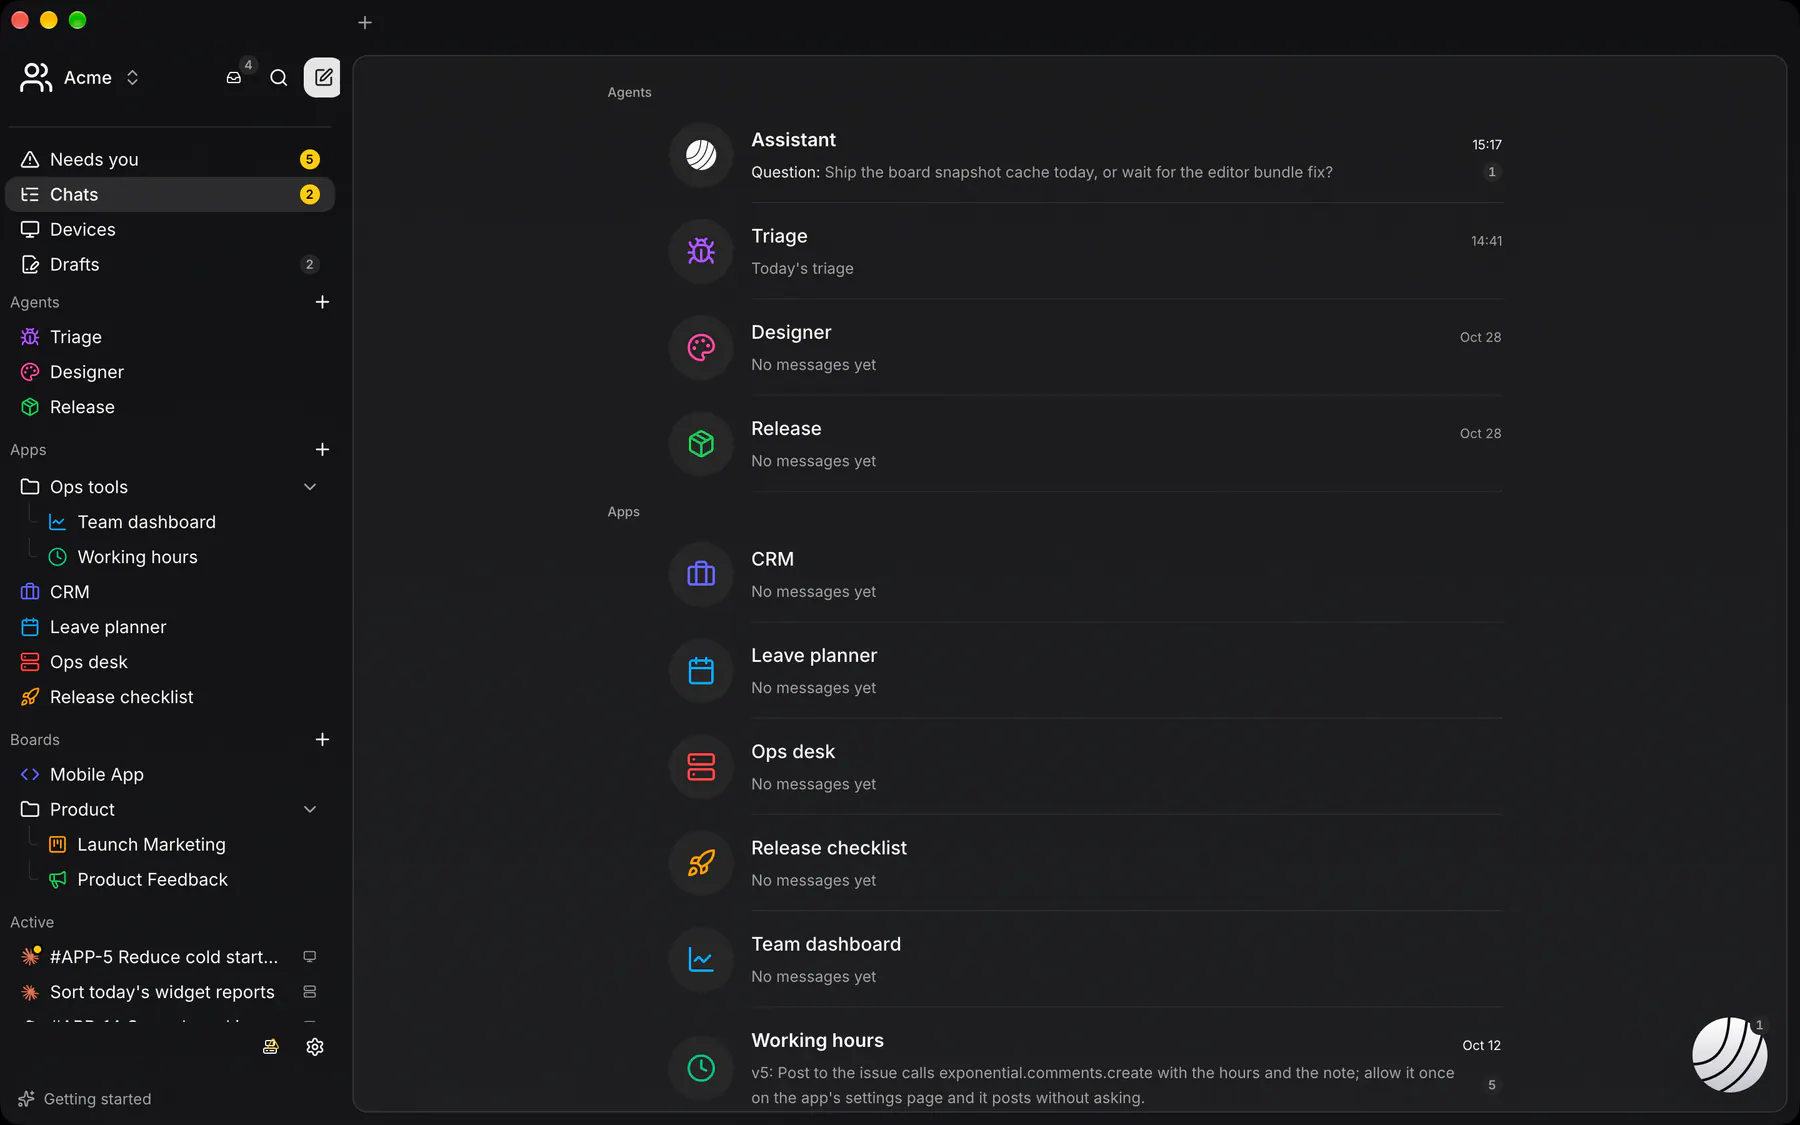 Acme
4
Needs you
5
Chats
2
Devices
Drafts
2
Agents
Triage
Designer
Release
Apps
Ops tools
Team dashboard
Working hours
CRM
Leave planner
Ops desk
Release checklist
Boards
Mobile App
Product
Launch Marketing
Product Feedback
Active
#APP-5 Reduce cold start...
Sort today's widget reports
Getting started
Agents
Assistant
15:17
Question: Ship the board snapshot cache today, or wait for the editor bundle fix?
1
Triage
14:41
Today's triage
Designer
Oct 28
No messages yet
Release
Oct 28
No messages yet
Apps
CRM
No messages yet
Leave planner
No messages yet
Ops desk
No messages yet
Release checklist
No messages yet
Team dashboard
No messages yet
Working hours
Oct 12
v5: Post to the issue calls exponential.comments.create with the hours and the note; allow it once
on the app's settings page and it posts without asking.
5
1